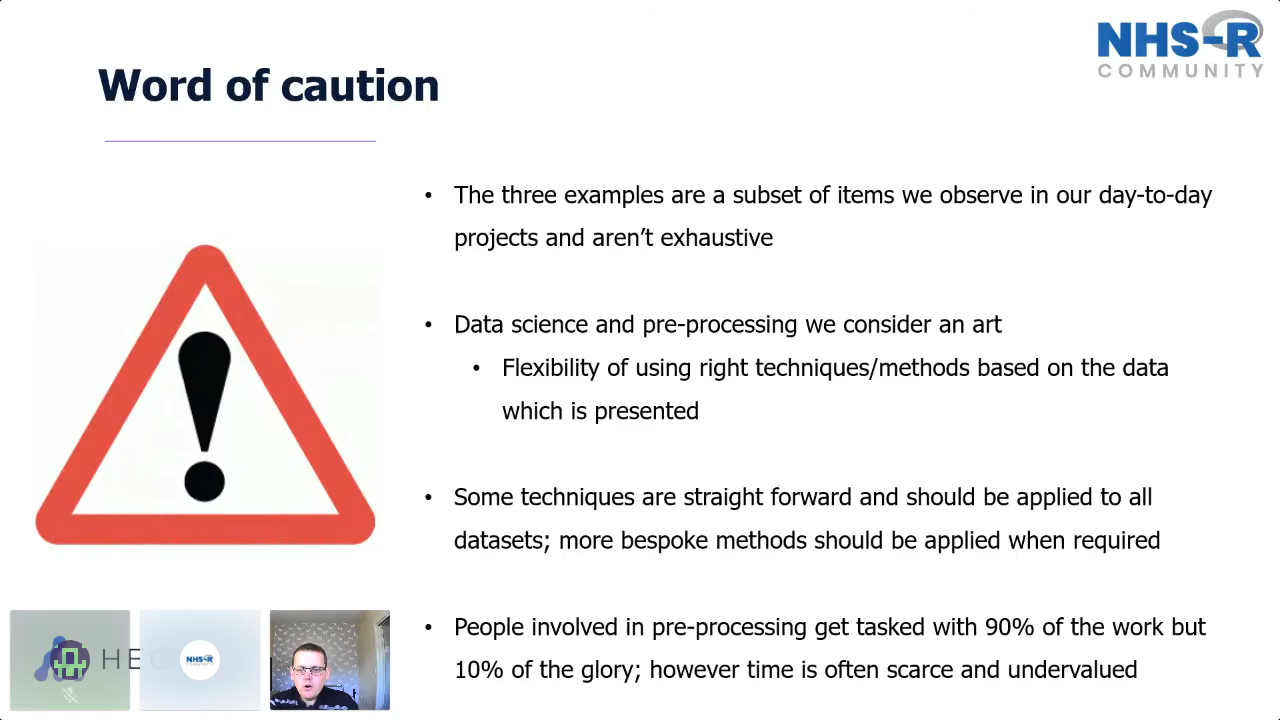 NHS-R
COMMUNITY
Word of caution
• The three examples are a subset of items we observe in our day-to-day
projects and aren’t exhaustive
• Data science and pre-processing we consider an art
• Flexibility of using right techniques/methods based on the data
which is presented
• Some techniques are straight forward and should be applied to all
datasets; more bespoke methods should be applied when required
• People involved in pre-processing get tasked with 90% of the work but
10% of the glory; however time is often scarce and undervalued
NHS-R
COMMUNITY